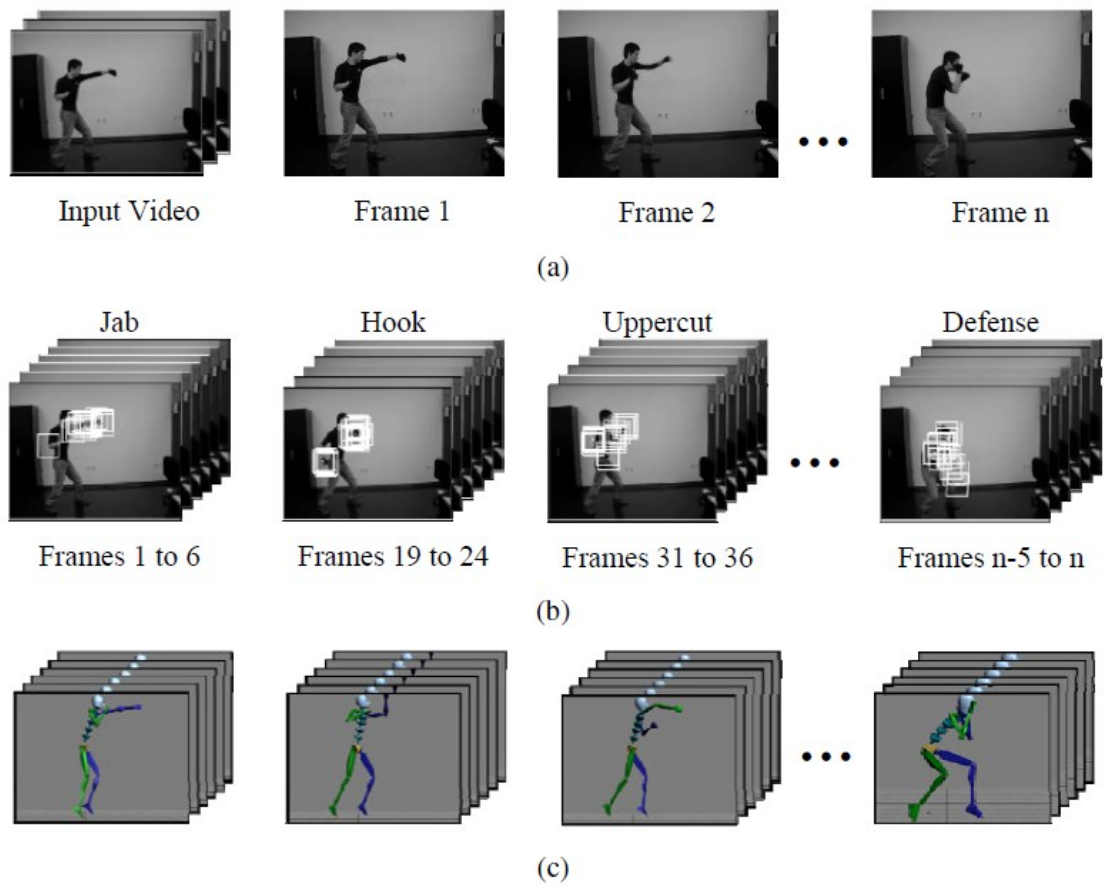 Input Video
Frame 1
Frame 2
Frame n
(a)
Jab
Hook
Uppercut
Defense
Frames 1 to 6
Frames 19 to 24
Frames 31 to 36
Frames n-5 to n
(b)
(c)